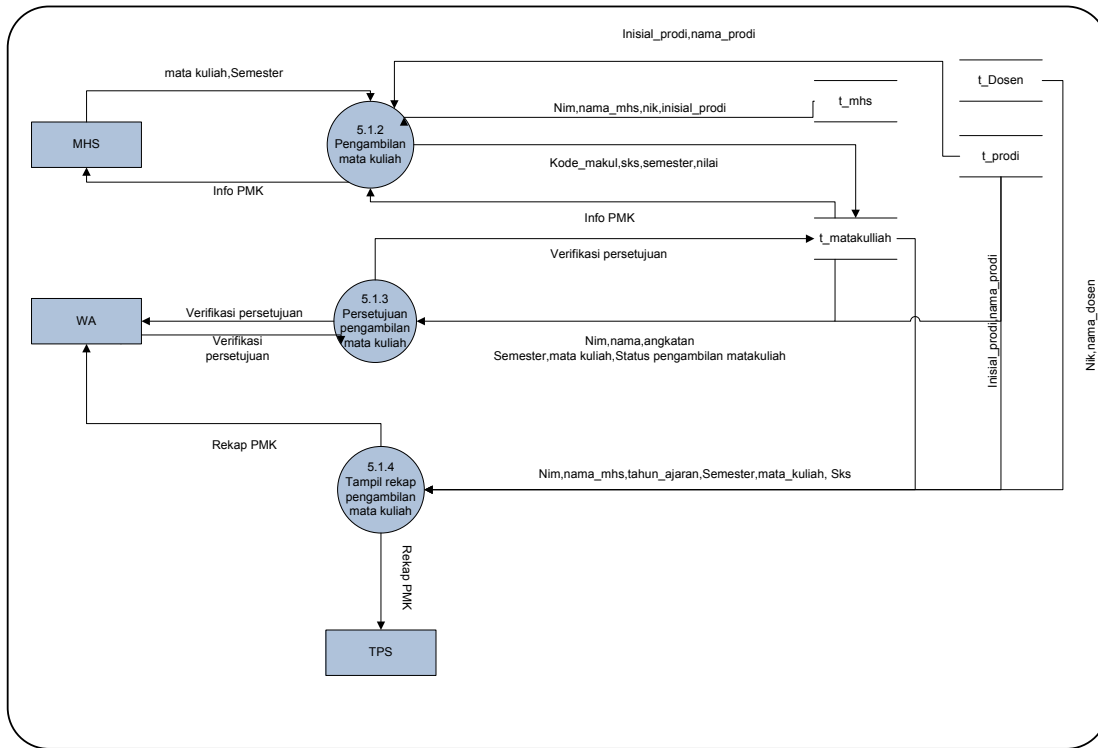 Inisial_prodi,nama_prodi
mata kuliah,Semester
t_Dosen
t_mhs
Nim,nama_mhs,nik,inisial_prodi
5.1.2
Pengambilan
mata kuliah
MHS
t_prodi
Kode_makul,sks,semester,nilai
Info PMK
Info PMK
t_matakulliah
Verifikasi persetujuan
Inisial_prodi,nama_prodi
Nik,nama_dosen
5.1.3
Persetujuan
pengambilan
mata kuliah
WA
Verifikasi persetujuan
Verifikasi
persetujuan
Nim,nama,angkatan
Semester,mata kuliah,Status pengambilan matakuliah
Rekap PMK
5.1.4
Tampil rekap
pengambilan
mata kuliah
Nim,nama_mhs,tahun_ajaran,Semester,mata_kuliah, Sks
Rekap PMK
TPS